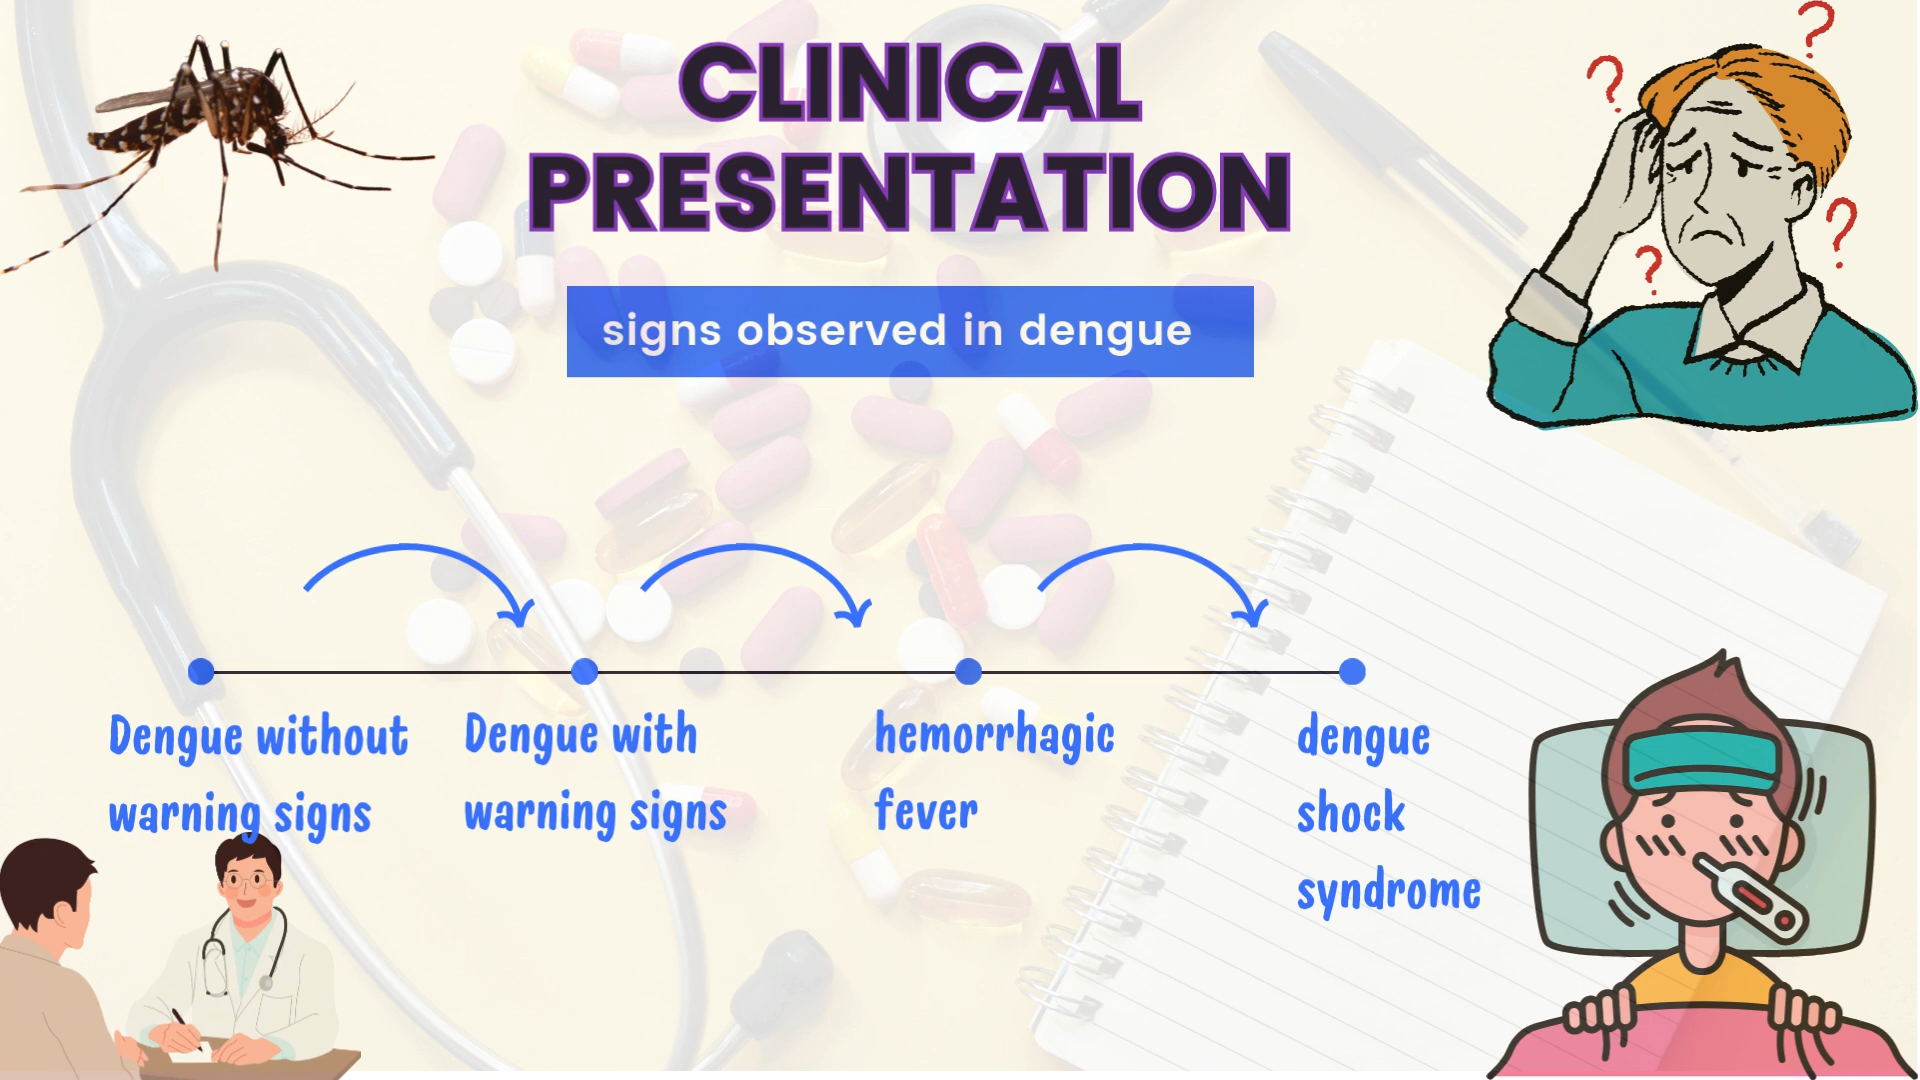 CLINICAL
PRESENTATION
signs observed in dengue
Dengue without
warning signs
Dengue with
warning signs
hemorrhagic
fever
dengue
shock
syndrome
?
?
?
?